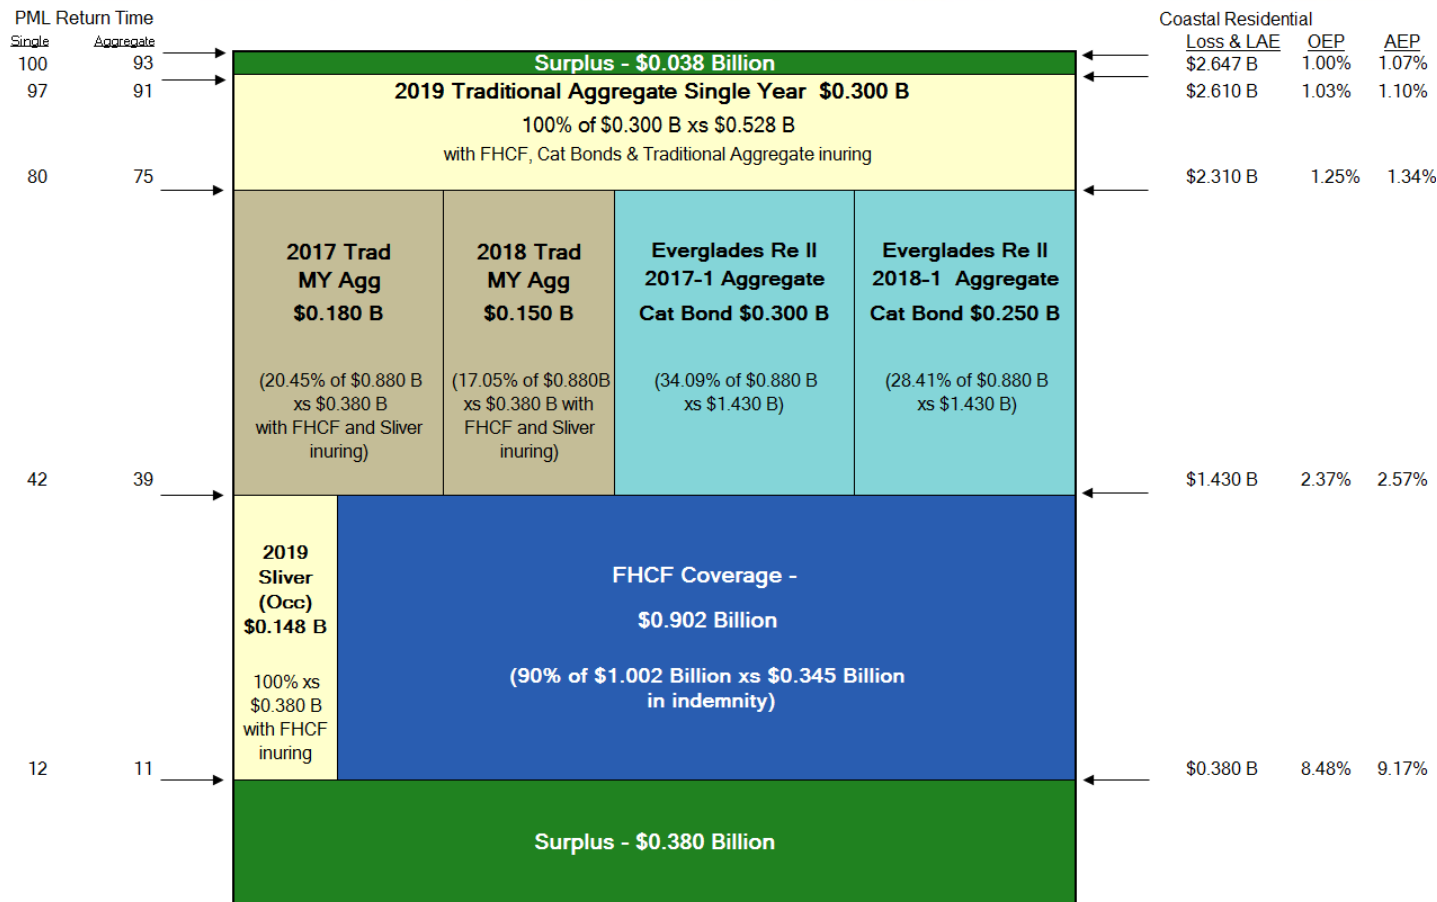 PML Return Time
Single Aggregate
100 93
97 91
80 75
42 39
12 11
Surplus - $0.038 Billion
2019 Traditional Aggregate Single Year $0.300 B
100% of $0.300 B xs $0.528 B
with FHCF, Cat Bonds & Traditional Aggregate inuring
2017 Trad
MY Agg
$0.180 B
(20.45% of $0.880 B
xs $0.380 B
with FHCF and Sliver
inuring)
2018 Trad
MY Agg
$0.150 B
(17.05% of $0.880B
xs $0.380 B with
FHCF and Sliver
inuring)
Everglades Re II
2017-1 Aggregate
Cat Bond $0.300 B
(34.09% of $0.880 B
xs $1.430 B)
Everglades Re II
2018-1 Aggregate
Cat Bond $0.250 B
(28.41% of $0.880 B
xs $1.430 B)
2019
Sliver
(Occ)
$0.148 B
100% xs
$0.380 B
with FHCF
inuring
FHCF Coverage -
$0.902 Billion
(90% of $1.002 Billion xs $0.345 Billion
in indemnity)
Surplus - $0.380 Billion
Coastal Residential
Loss & LAE OEP AEP
$2.647 B 1.00% 1.07%
$2.610 B 1.03% 1.10%
$2.310 B 1.25% 1.34%
$1.430 B 2.37% 2.57%
$0.380 B 8.48% 9.17%